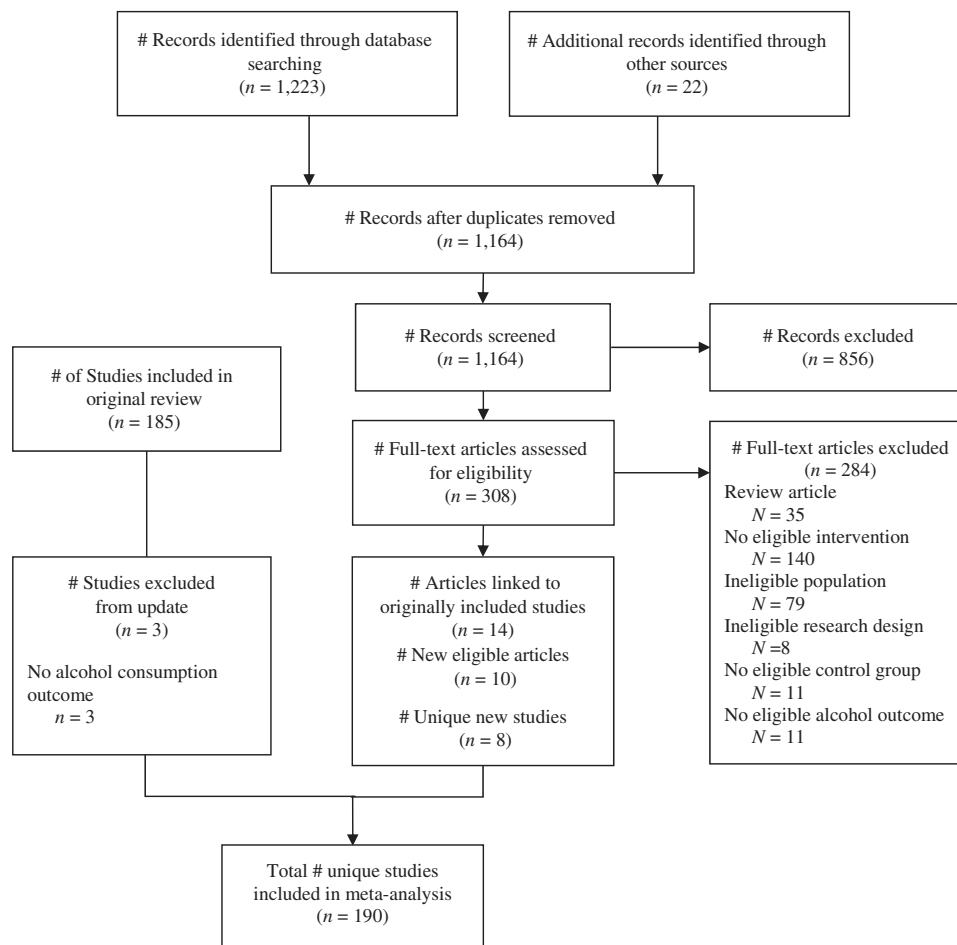 # Records identified through database
searching
(n = 1,223)
# Additional records identified through
other sources
(n = 22)
# Records after duplicates removed
(n = 1,164)
# Records screened
(n = 1,164)
# Records excluded
(n = 856)
# of Studies included in
original review
(n = 185)
# Full-text articles assessed
for eligibility
(n = 308)
# Full-text articles excluded
(n = 284)
Review article
N = 35
No eligible intervention
N = 140
Ineligible population
N = 79
Ineligible research design
N =8
No eligible control group
N = 11
No eligible alcohol outcome
N = 11
# Studies excluded
from update
(n = 3)
No alcohol consumption
outcome
n = 3
# Articles linked to
originally included studies
(n = 14)
# New eligible articles
(n = 10)
# Unique new studies
(n = 8)
Total # unique studies
included in meta-analysis
(n = 190)